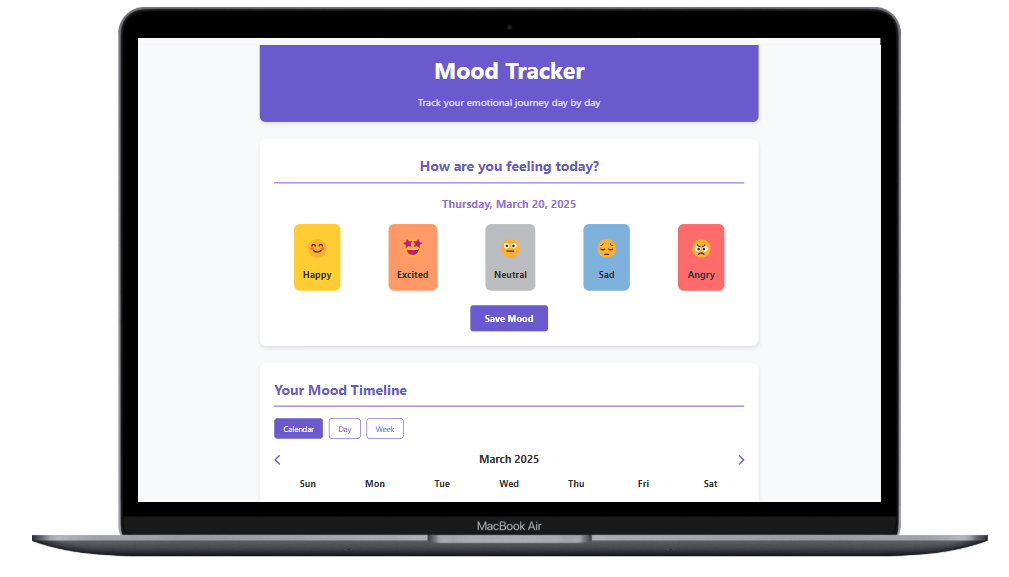 Mood Tracker
Track your emotional journey day by day
How are you feeling today?
Thursday, March 20, 2025
Happy Excited Neutral Sad Angry
Save Mood
Your Mood Timeline
Calendar Day Week
March 2025
Sun Mon Tue Wed Thu Fri Sat
MacBook Air